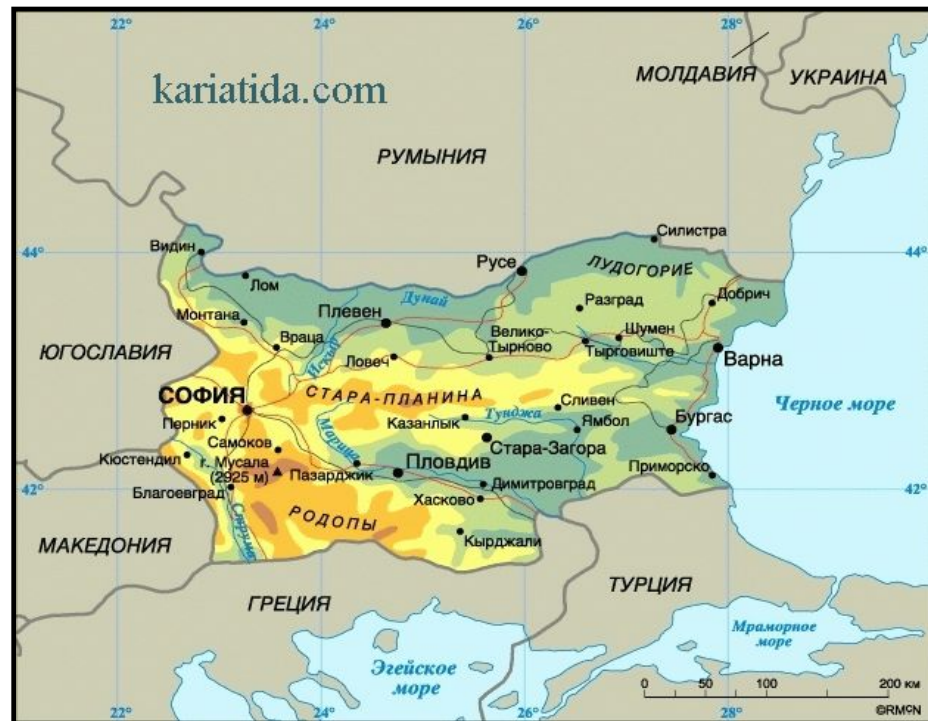 22°
24°
26°
28°
kariatida.com
МОЛДАВИЯ
УКРАИНА
РУМЫНИЯ
44°
44°
Видин
Силистра
Русе
ЛУДОГОРИЕ
Лом
Дунай
Разград
Добрич
Монтана
Плевен
Враца
Искыр
Ловеч
Велико-
Тырново
Шумен
Тырговиште
Варна
ЮГОСЛАВИЯ
СОФИЯ
СТАРА-ПЛАНИНА
Сливен
Черное море
Перник
Казанлык
Тунджа
Ямбол
Бургас
Самоков
Марица
Стара-Загора
Кюстендил
г. Мусала
(2925 м)
Пазарджик
Пловдив
Приморско
42°
42°
Благоевград
Димитровград
Хасково
Струма
РОДОПЫ
Кырджали
МАКЕДОНИЯ
ГРЕЦИЯ
ТУРЦИЯ
Мраморное
море
Эгейское
море
0 50 100 200 км
22°
24°
26°
28°
©RMCN